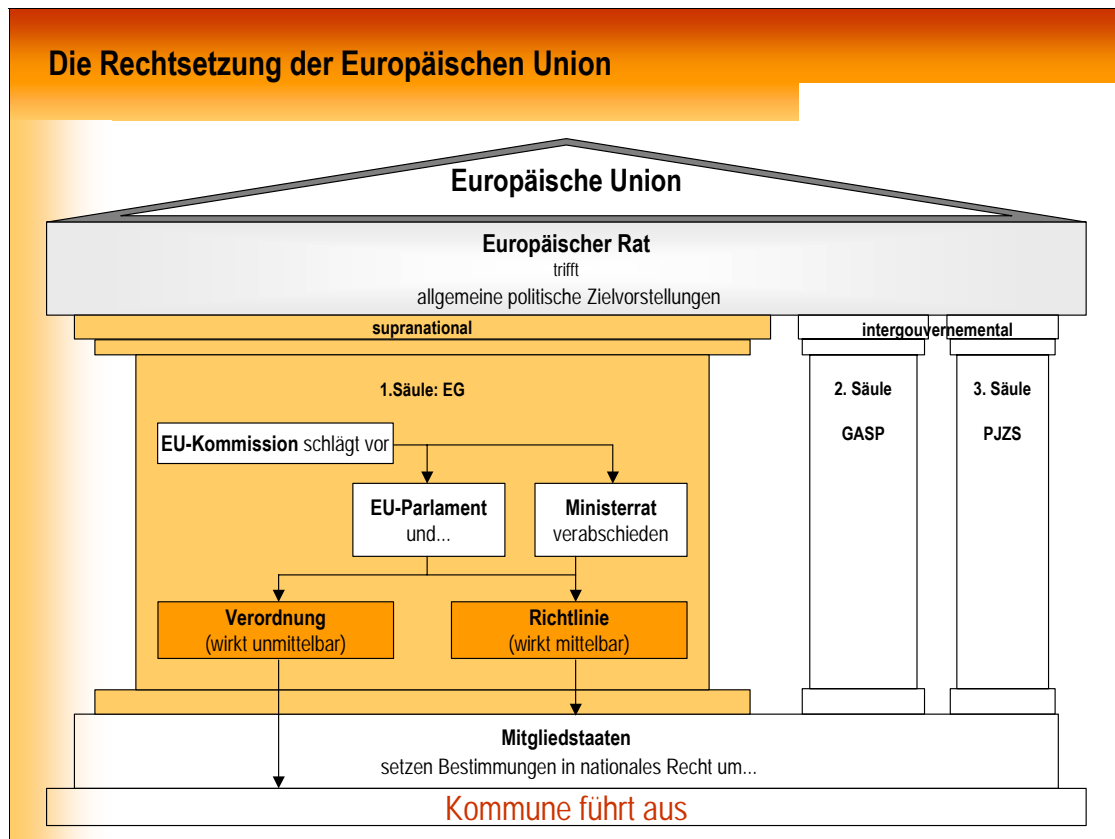 Die Rechtsetzung der Europäischen Union
Europäische Union
Europäischer Rat
trifft
allgemeine politische Zielvorstellungen
supranational
intergouvernemental
1.Säule: EG
2. Säule
GASP
3. Säule
PJZS
EU-Kommission schlägt vor
EU-Parlament
und...
Ministerrat
verabschieden
Verordnung
(wirkt unmittelbar)
Richtlinie
(wirkt mittelbar)
Mitgliedstaaten
setzen Bestimmungen in nationales Recht um...
Kommune führt aus